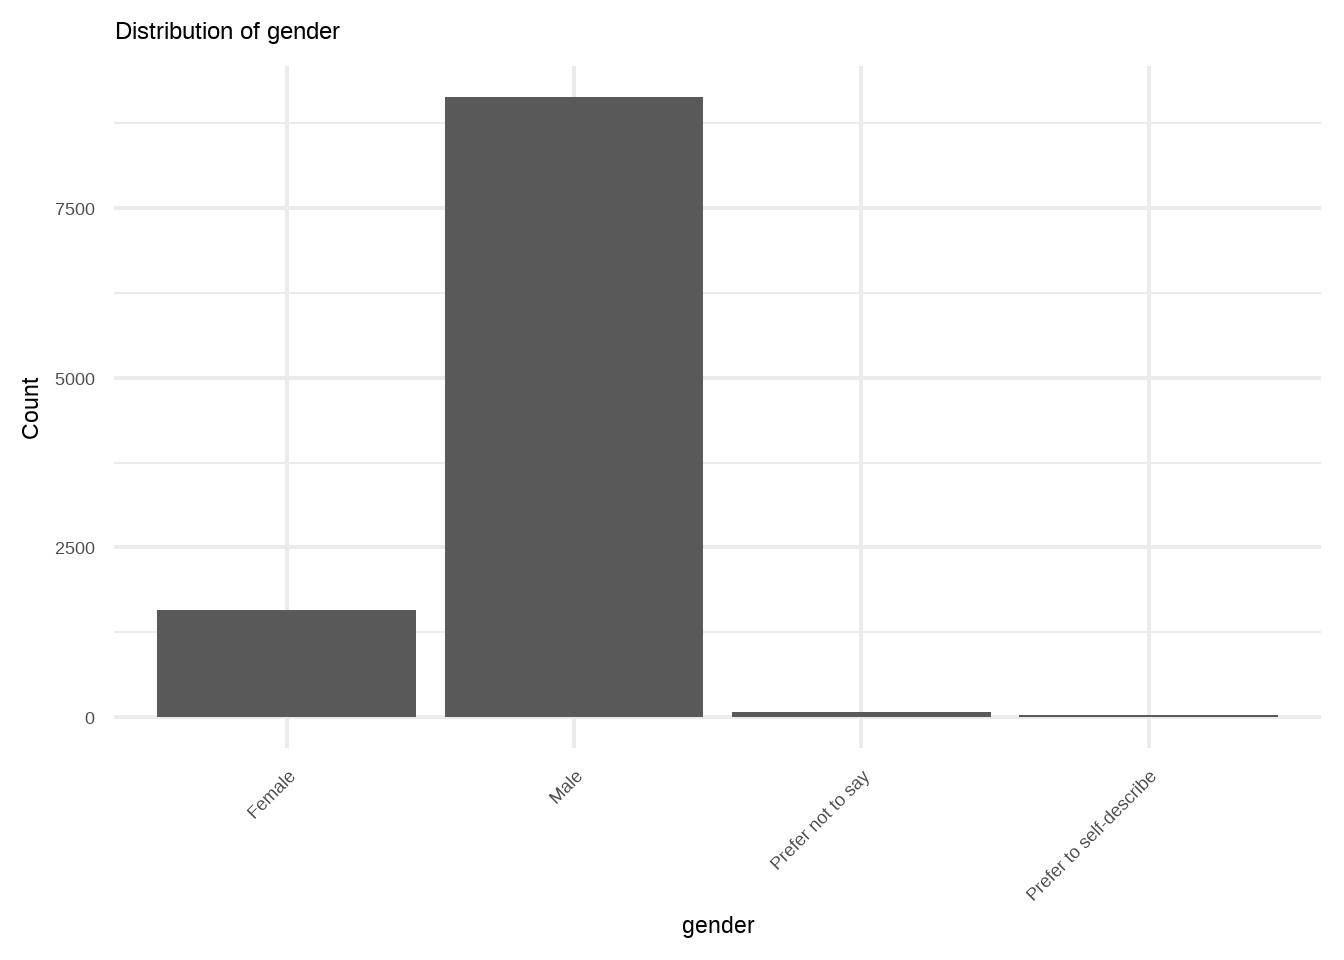 Distribution of gender
Count
7500
5000
2500
0
Female
Male
Prefer not to say
Prefer to self-describe
gender